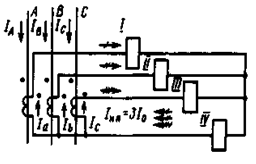 A B C I
I_A I_B I_C
II
III
I_нп=3I_0
IV
I_a I_b I_c